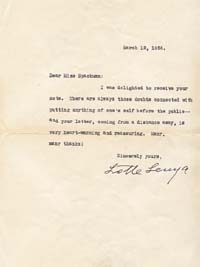 March 12, 1956.
Dear Miss Spackum:
I was delighted to receive your
note. There are always those doubts connected with
putting anything of one's self before the public--
and your letter, coming from a distance away, is
very heart-warming and reassuring. Many,
many thanks!
Sincerely yours,
Lotte Lenya